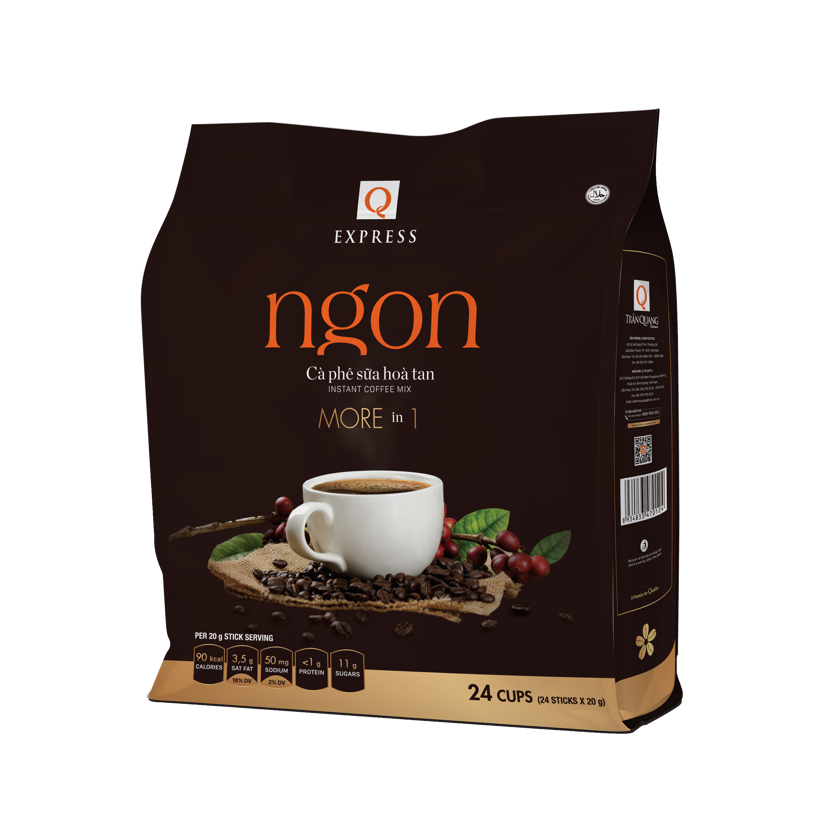 Q
EXPRESS
ngon
Cà phê sữa hoà tan
INSTANT COFFEE MIX
MORE in 1
PER 20 g STICK SERVING
90 kcal
CALORIES
3,5 g
SAT FAT
18% DV
50 mg
SODIUM
2% DV
<1 g
PROTEIN
11 g
SUGARS
24 CUPS (24 STICKS X 20 g)
Q
TRẦN QUANG